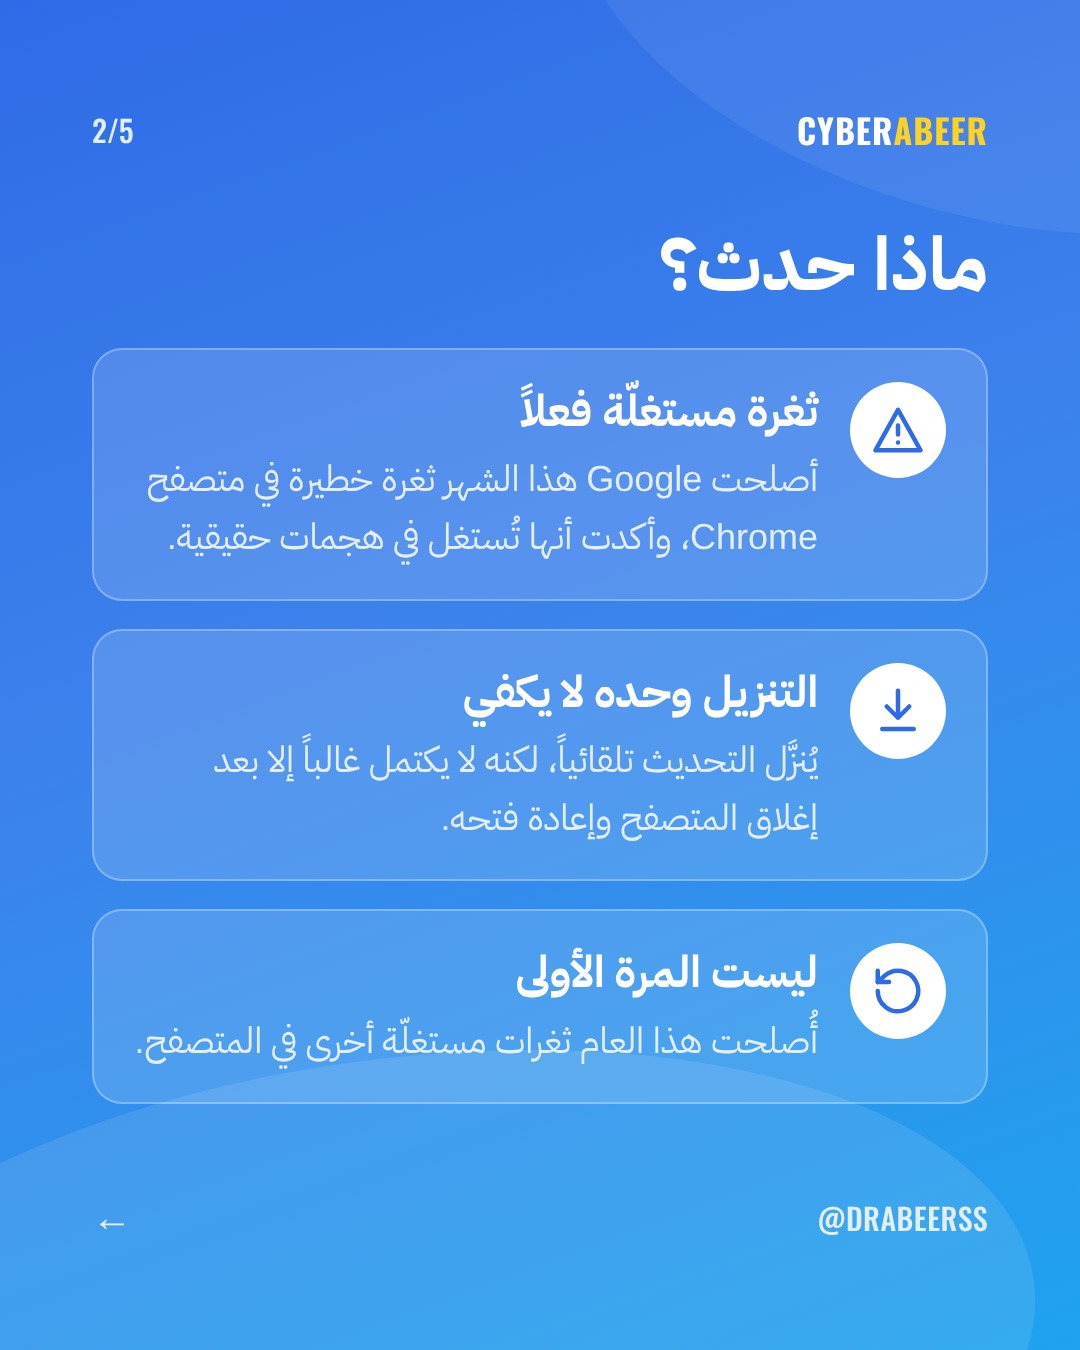 CYBERABEER
2/5
ماذا حدث؟
ثغرة مستغلّة فعلاً
أصلحت Google هذا الشهر ثغرة خطيرة في متصفح
Chrome، وأكدت أنها تُستغل في هجمات حقيقية.
التنزيل وحده لا يكفي
يُنزَّل التحديث تلقائياً، لكنه لا يكتمل غالباً إلا بعد
إغلاق المتصفح وإعادة فتحه.
ليست المرة الأولى
أُصلحت هذا العام ثغرات مستغلّة أخرى في المتصفح.
@DRABEERSS
←